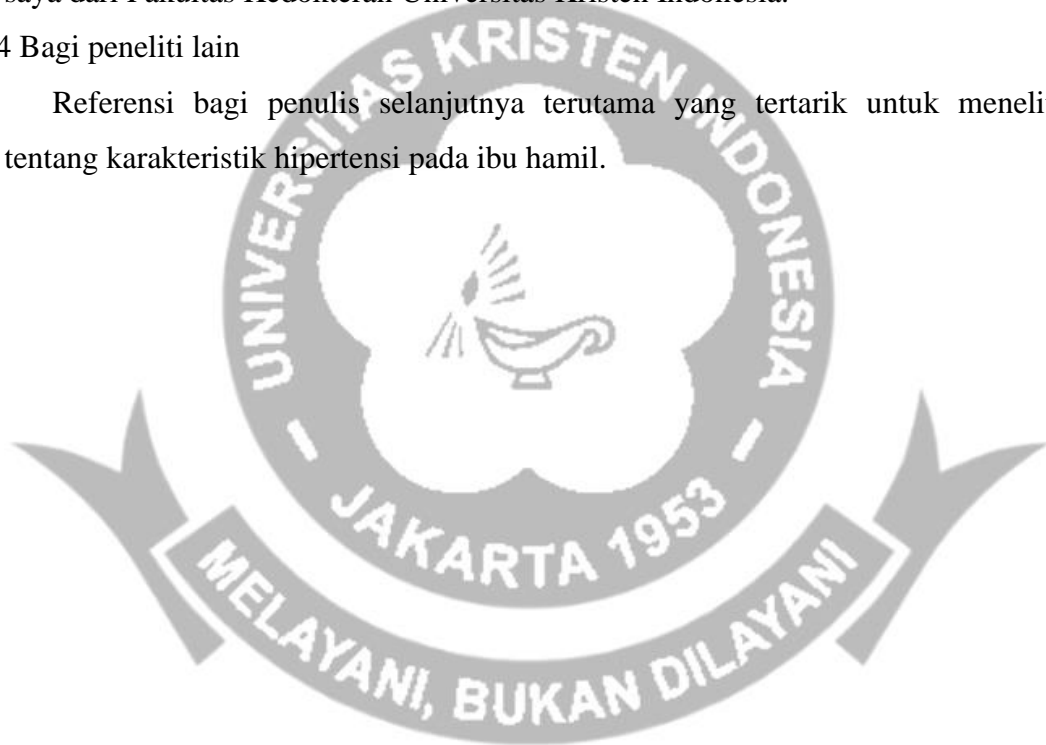 saya dari Fakultas Kedokteran Universitas Kristen Indonesia.
4 Bagi peneliti lain
Referensi bagi penulis selanjutnya terutama yang tertarik untuk meneli
tentang karakteristik hipertensi pada ibu hamil.
UNIVERSITAS KRISTEN INDONESIA
JAKARTA 1953
MELAYANI, BUKAN DILAYANI